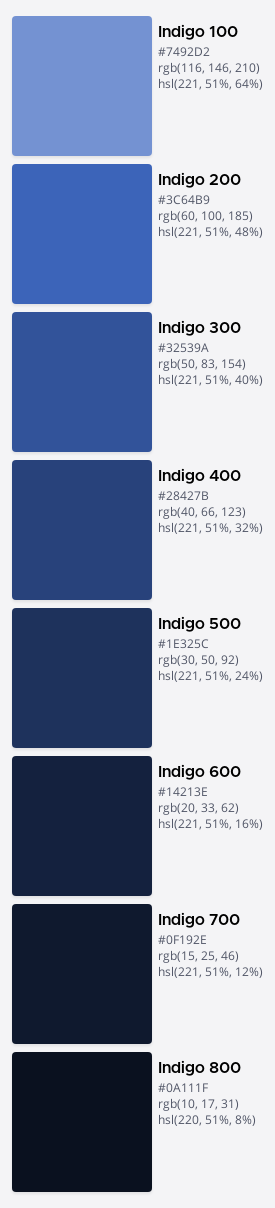 Indigo 100
#7492D2
rgb(116, 146, 210)
hsl(221, 51%, 64%)
Indigo 200
#3C64B9
rgb(60, 100, 185)
hsl(221, 51%, 48%)
Indigo 300
#32539A
rgb(50, 83, 154)
hsl(221, 51%, 40%)
Indigo 400
#28427B
rgb(40, 66, 123)
hsl(221, 51%, 32%)
Indigo 500
#1E325C
rgb(30, 50, 92)
hsl(221, 51%, 24%)
Indigo 600
#14213E
rgb(20, 33, 62)
hsl(221, 51%, 16%)
Indigo 700
#0F192E
rgb(15, 25, 46)
hsl(221, 51%, 12%)
Indigo 800
#0A111F
rgb(10, 17, 31)
hsl(220, 51%, 8%)